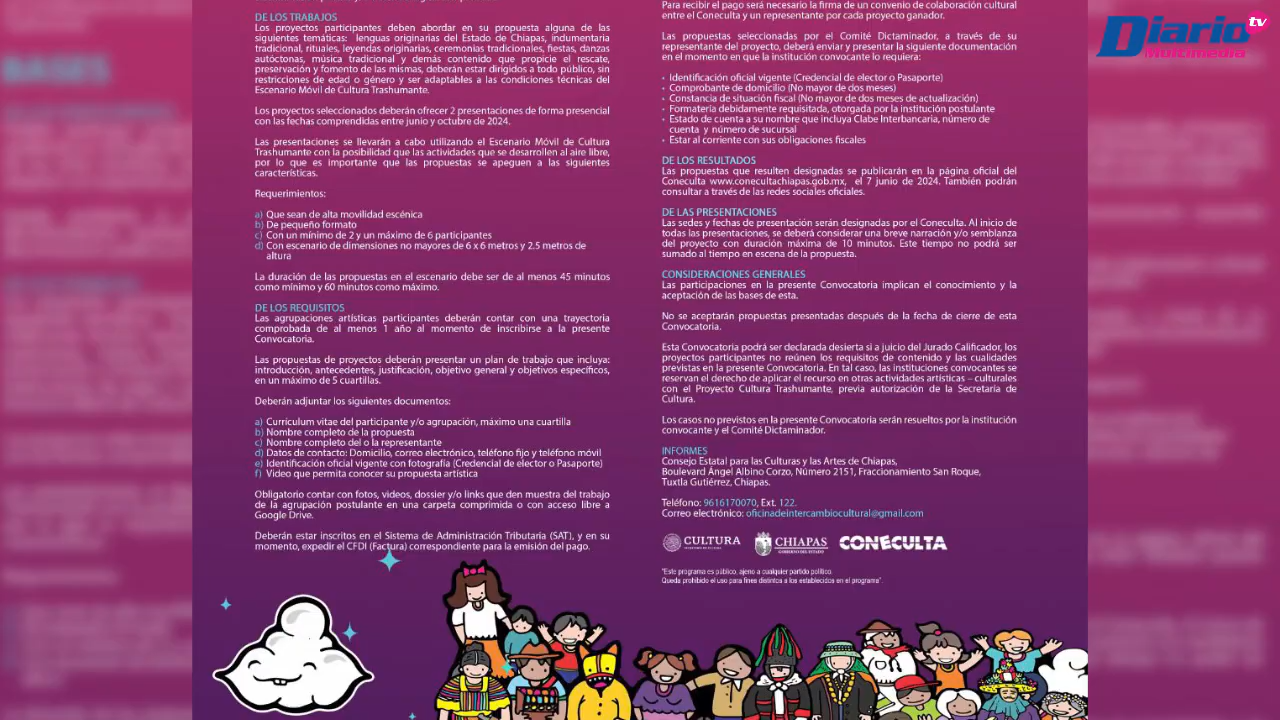 DE LOS TRABAJOS
Los proyectos participantes deben abordar en su propuesta alguna de las
siguientes temáticas: lenguas originarias del Estado de Chiapas, indumentaria
tradicional, rituales, leyendas originarias, ceremonias tradicionales, fiestas, danzas
autóctonas, música tradicional y demás contenido que propicie el rescate,
preservación y fomento de las mismas, deberán estar dirigidos a todo público, sin
restricciones de edad o género y ser adaptables a las condiciones técnicas del
Escenario Móvil de Cultura Trashumante.
Los proyectos seleccionados deberán ofrecer 2 presentaciones de forma presencial
con las fechas comprendidas entre junio y octubre de 2024.
Las presentaciones se llevarán a cabo utilizando el Escenario Móvil de Cultura
Trashumante con la posibilidad que las actividades que se desarrollen al aire libre,
por lo que es importante que las propuestas se apeguen a las siguientes
características.
Requerimientos:
a) Que sean de alta movilidad escénica
b) De pequeño formato
c) Con un mínimo de 2 y un máximo de 6 participantes
d) Con escenario de dimensiones no mayores de 6 x 6 metros y 2.5 metros de
altura
La duración de las propuestas en el escenario debe ser de al menos 45 minutos
como mínimo y 60 minutos como máximo.
DE LOS REQUISITOS
Las agrupaciones artísticas participantes deberán contar con una trayectoria
comprobada de al menos 1 año al momento de inscribirse a la presente
Convocatoria.
Las propuestas de proyectos deberán presentar un plan de trabajo que incluya:
introducción, antecedentes, justificación, objetivo general y objetivos específicos,
en un máximo de 5 cuartillas.
Deberán adjuntar los siguientes documentos:
a) Currículum vitae del participante y/o agrupación, máximo una cuartilla
b) Nombre completo de la propuesta
c) Nombre completo del o la representante
d) Datos de contacto: Domicilio, correo electrónico, teléfono fijo y teléfono móvil
e) Identificación oficial vigente con fotografía (Credencial de elector o Pasaporte)
f) Video que permita conocer su propuesta artística
Obligatorio contar con fotos, videos, dossier y/o links que den muestra del trabajo
de la agrupación postulante en una carpeta comprimida o con acceso libre a
Google Drive.
Deberán estar inscritos en el Sistema de Administración Tributaria (SAT), y en su
momento, expedir el CFDI (Factura) correspondiente para la emisión del pago.
Para recibir el pago será necesario la firma de un convenio de colaboración cultural
entre el Coneculta y un representante por cada proyecto ganador.
Las propuestas seleccionadas por el Comité Dictaminador, a través de su
representante del proyecto, deberá enviar y presentar la siguiente documentación
en el momento en que la institución convocante lo requiera:
• Identificación oficial vigente (Credencial de elector o Pasaporte)
• Comprobante de domicilio (No mayor de dos meses)
• Constancia de situación fiscal (No mayor de dos meses de actualización)
• Formatería debidamente requisitada, otorgada por la institución postulante
• Estado de cuenta a su nombre que incluya Clabe Interbancaria, número de
cuenta y número de sucursal
• Estar al corriente con sus obligaciones fiscales
DE LOS RESULTADOS
Las propuestas que resulten designadas se publicarán en la página oficial del
Coneculta www.conecultachiapas.gob.mx, el 7 junio de 2024. También podrán
consultar a través de las redes sociales oficiales.
DE LAS PRESENTACIONES
Las sedes y fechas de presentación serán designadas por el Coneculta. Al inicio de
todas las presentaciones, se deberá considerar una breve narración y/o semblanza
del proyecto con duración máxima de 10 minutos. Este tiempo no podrá ser
sumado al tiempo en escena de la propuesta.
CONSIDERACIONES GENERALES
Las participaciones en la presente Convocatoria implican el conocimiento y la
aceptación de las bases de esta.
No se aceptarán propuestas presentadas después de la fecha de cierre de esta
Convocatoria.
Esta Convocatoria podrá ser declarada desierta si a juicio del Jurado Calificador, los
proyectos participantes no reúnen los requisitos de contenido y las cualidades
previstas en la presente Convocatoria. En tal caso, las instituciones convocantes se
reservan el derecho de aplicar el recurso en otras actividades artísticas – culturales
con el Proyecto Cultura Trashumante, previa autorización de la Secretaría de
Cultura.
Los casos no previstos en la presente Convocatoria serán resueltos por la institución
convocante y el Comité Dictaminador.
INFORMES
Consejo Estatal para las Culturas y las Artes de Chiapas,
Boulevard Ángel Albino Corzo, Número 2151, Fraccionamiento San Roque,
Tuxtla Gutiérrez, Chiapas.
Teléfono: 9616170070, Ext. 122.
Correo electrónico: oficinadeintercambiocultural@gmail.com
CULTURA
CHIAPAS
GOBIERNO DEL ESTADO
CONECULTA
"Este programa es público, ajeno a cualquier partido político.
Queda prohibido el uso para fines distintos a los establecidos en el programa".
Diario tv
Multimedia